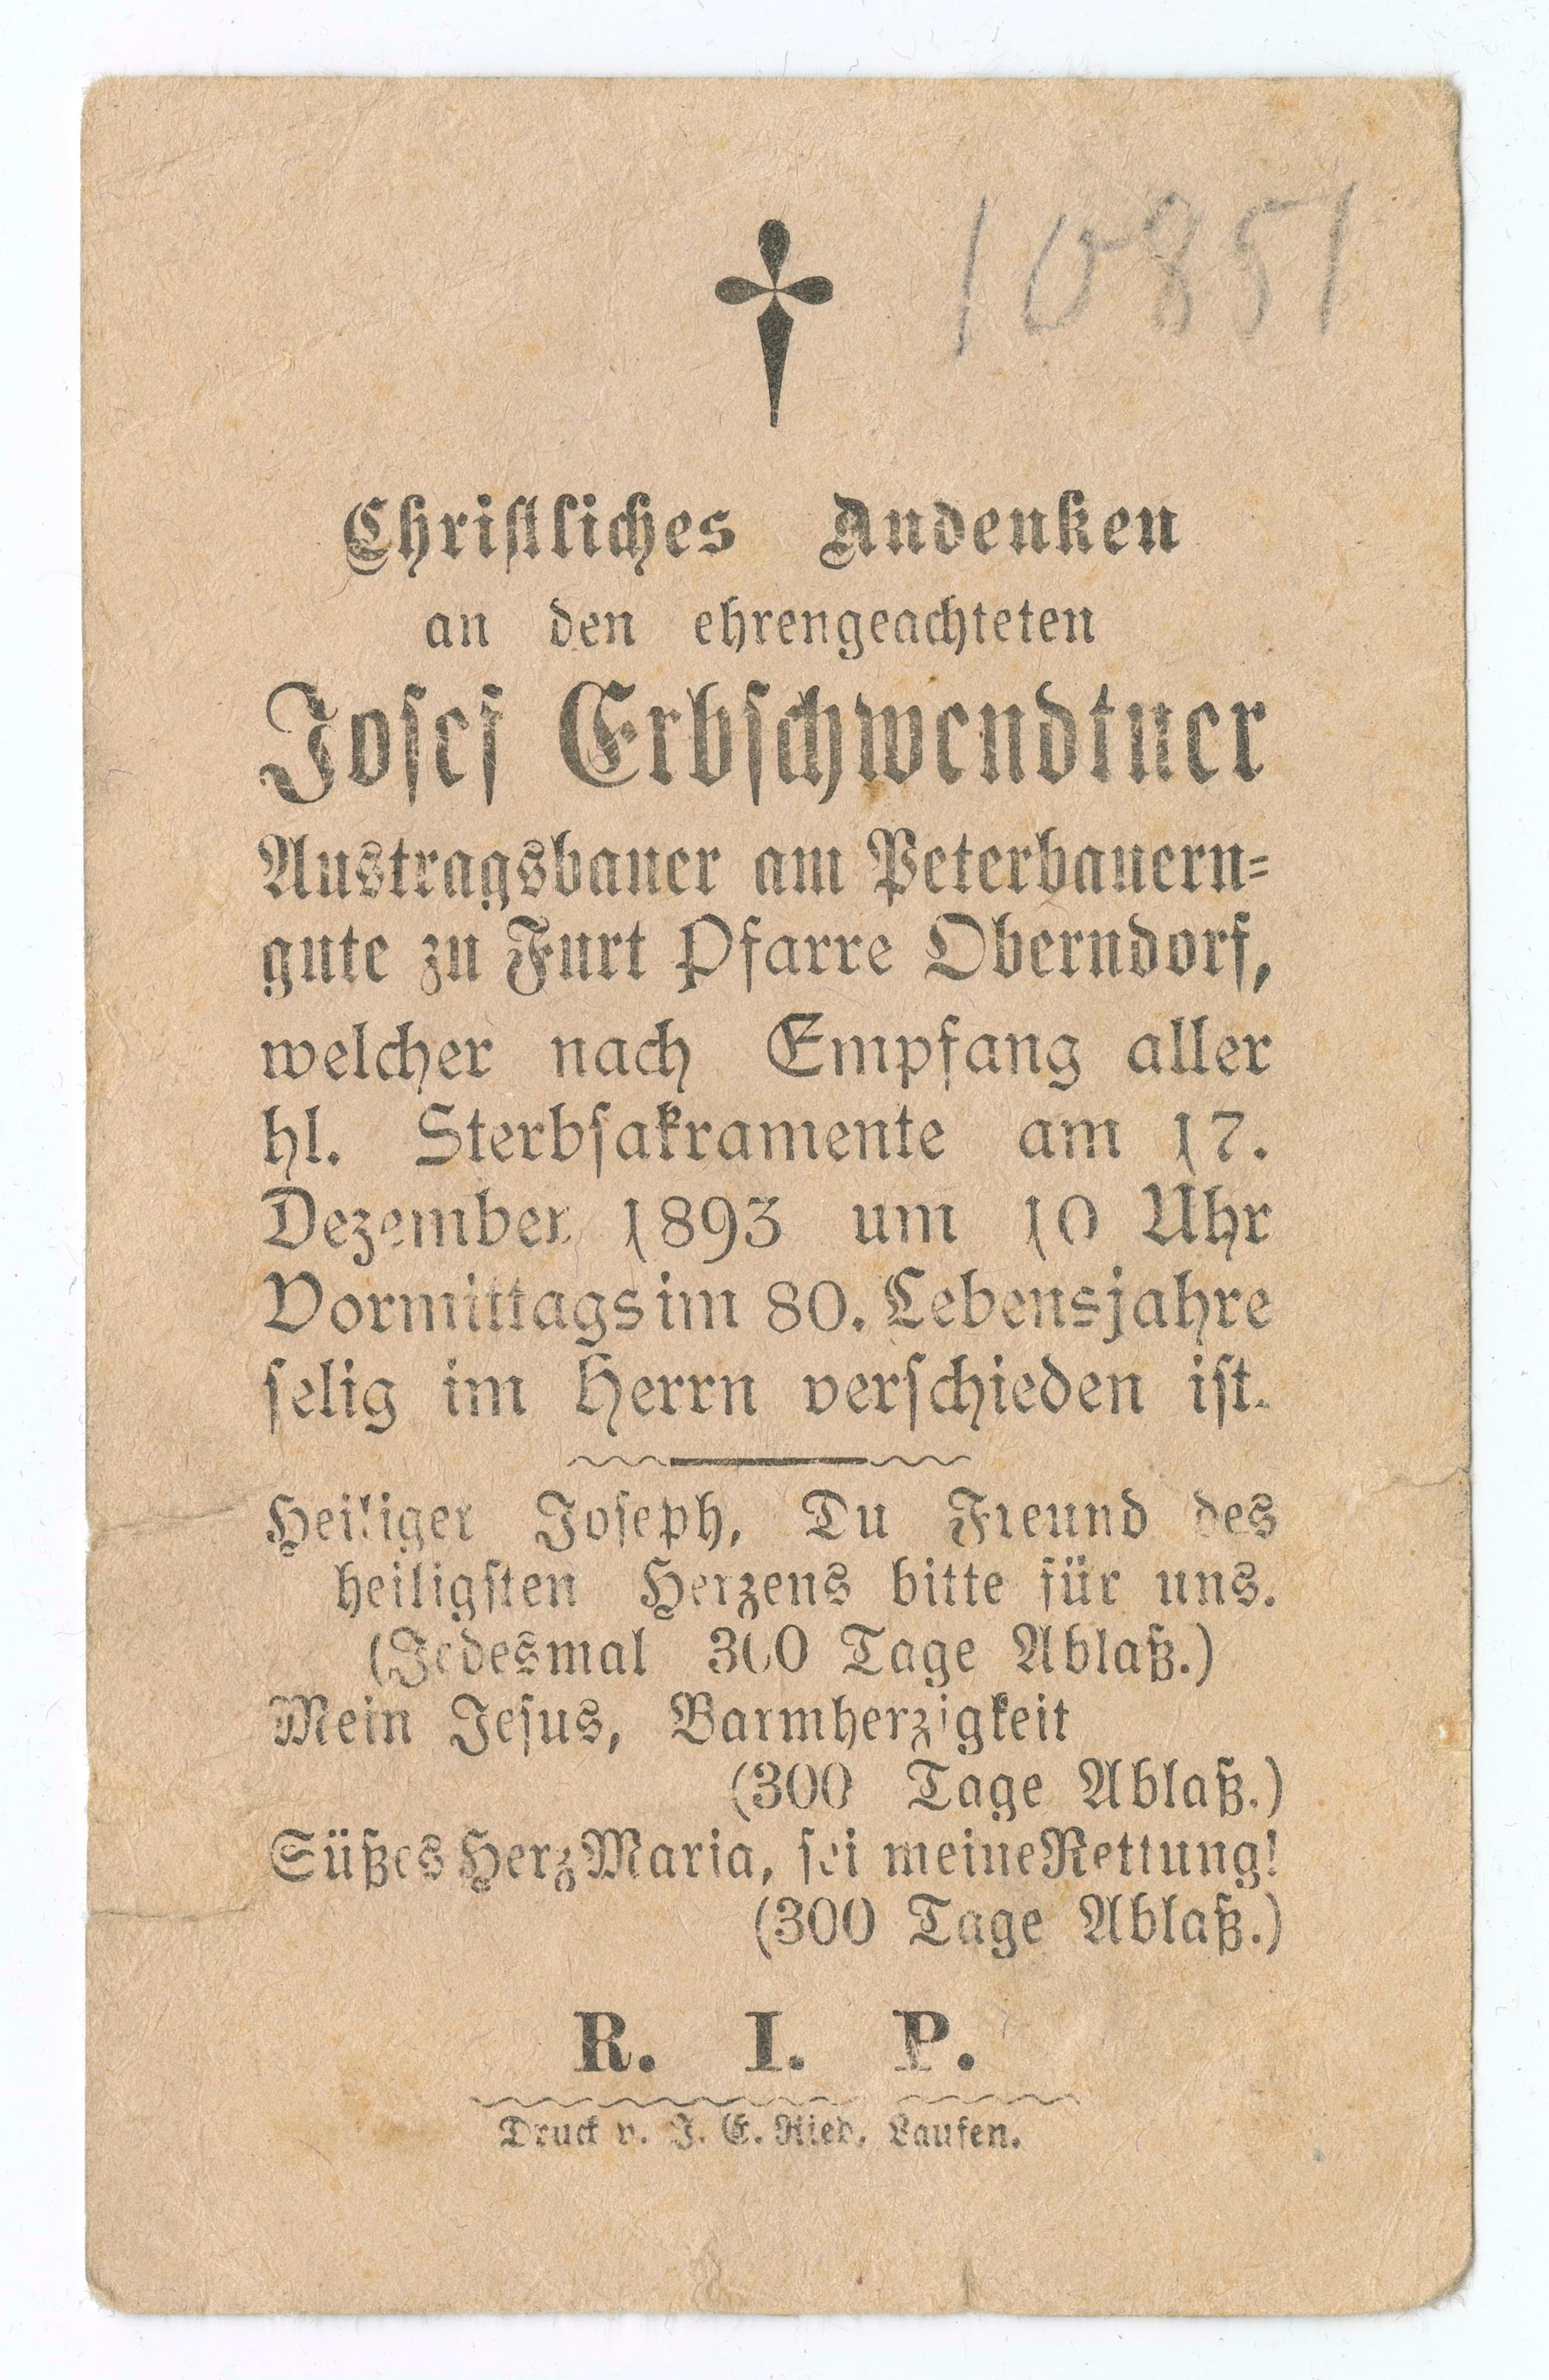 10851
Christliches Andenken
an den ehrengeachteten
Josef Erbschwendtner
Austragsbauer am Peterbauern=
gute zu Furt Pfarre Oberndorf,
welcher nach Empfang aller
hl. Sterbsakramente am 17.
Dezember 1893 um 10 Uhr
Vormittags im 80. Lebensjahre
selig im Herrn verschieden ist.
Heiliger Joseph, Du Freund des
heiligsten Herzens bitte für uns.
(Jedesmal 300 Tage Ablaß.)
Mein Jesus, Barmherzigkeit
(300 Tage Ablaß.)
Süßes Herz Maria, sei meine Rettung!
(300 Tage Ablaß.)
R. I. P.
Druck v. J. E. Ried, Laufen.